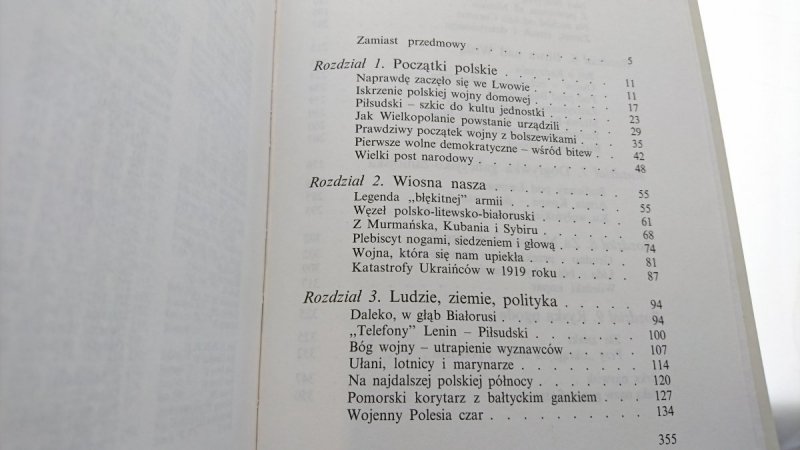 Zamiast przedmowy . . . . . . . . . . 5
Rozdział 1. Początki polskie . . . . . . . . 11
Naprawdę zaczęło się we Lwowie . . . . . . 11
Iskrzenie polskiej wojny domowej . . . . . . 17
Piłsudski – szkic do kultu jednostki . . . . . . 23
Jak Wielkopolanie powstanie urządzili . . . . . 29
Prawdziwy początek wojny z bolszewikami . . . . 35
Pierwsze wolne demokratyczne – wśród bitew . . . 42
Wielki post narodowy . . . . . . . . . 48
Rozdział 2. Wiosna nasza . . . . . . . . . 55
Legenda „błękitnej" armii . . . . . . . . 55
Węzeł polsko-litewsko-białoruski . . . . . . 61
Z Murmańska, Kubania i Sybiru . . . . . . 68
Plebiscyt nogami, siedzeniem i głową . . . . . 74
Wojna, która się nam upiekła . . . . . . . 81
Katastrofy Ukraińców w 1919 roku . . . . . . 87
Rozdział 3. Ludzie, ziemie, polityka . . . . . . 94
Daleko, w głąb Białorusi . . . . . . . . 94
„Telefony" Lenin – Piłsudski . . . . . . . 100
Bóg wojny – utrapienie wyznawców . . . . . . 107
Ułani, lotnicy i marynarze . . . . . . . . 114
Na najdalszej polskiej północy . . . . . . . 120
Pomorski korytarz z bałtyckim gankiem . . . . . 127
Wojenny Polesia czar . . . . . . . . . 134
355